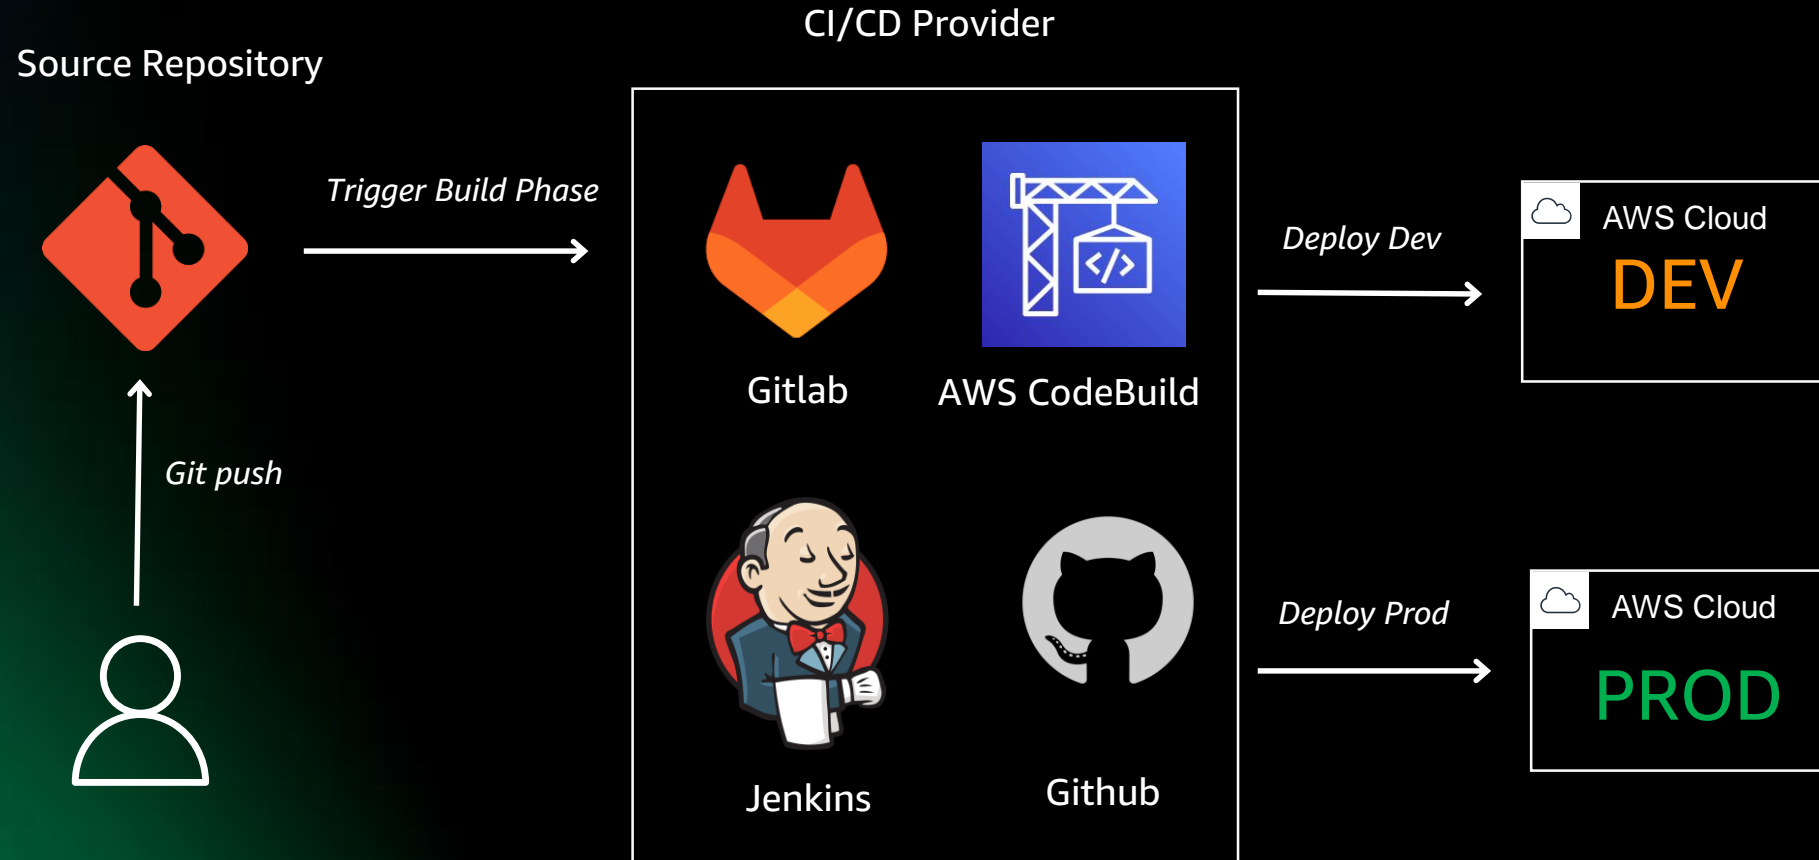 CI/CD Provider
Source Repository
Trigger Build Phase
Git push
Gitlab
AWS CodeBuild
</>
Jenkins
Github
Deploy Dev
AWS Cloud
DEV
Deploy Prod
AWS Cloud
PROD